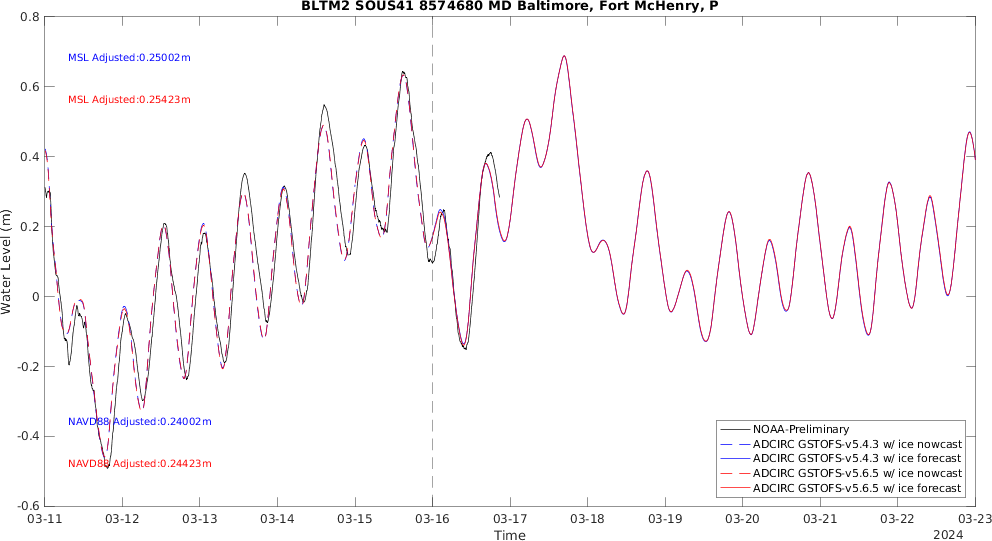 BLTM2 SOUS41 8574680 MD Baltimore, Fort McHenry, P
0.8
0.6
0.4
0.2
0
-0.2
-0.4
-0.6
Water Level (m)
MSL Adjusted:0.25002m
MSL Adjusted:0.25423m
NAVD88 Adjusted:0.24002m
NAVD88 Adjusted:0.24423m
NOAA-Preliminary
ADCIRC GSTOFS-v5.4.3 w/ ice nowcast
ADCIRC GSTOFS-v5.4.3 w/ ice forecast
ADCIRC GSTOFS-v5.6.5 w/ ice nowcast
ADCIRC GSTOFS-v5.6.5 w/ ice forecast
03-11 03-12 03-13 03-14 03-15 03-16 03-17 03-18 03-19 03-20 03-21 03-22 03-23
Time
2024